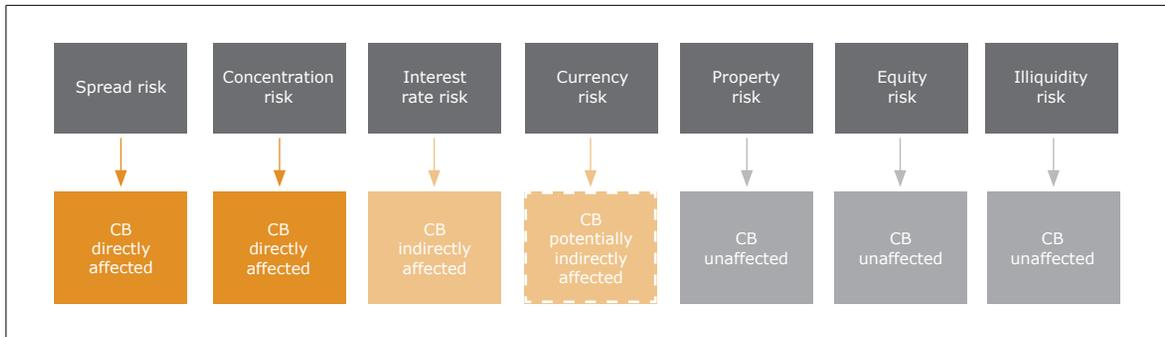 Spread risk
Concentration
risk
Interest
rate risk
Currency
risk
Property
risk
Equity
risk
Illiquidity
risk
CB
directly
affected
CB
directly
affected
CB
indirectly
affected
CB
potentially
indirectly
affected
CB
unaffected
CB
unaffected
CB
unaffected